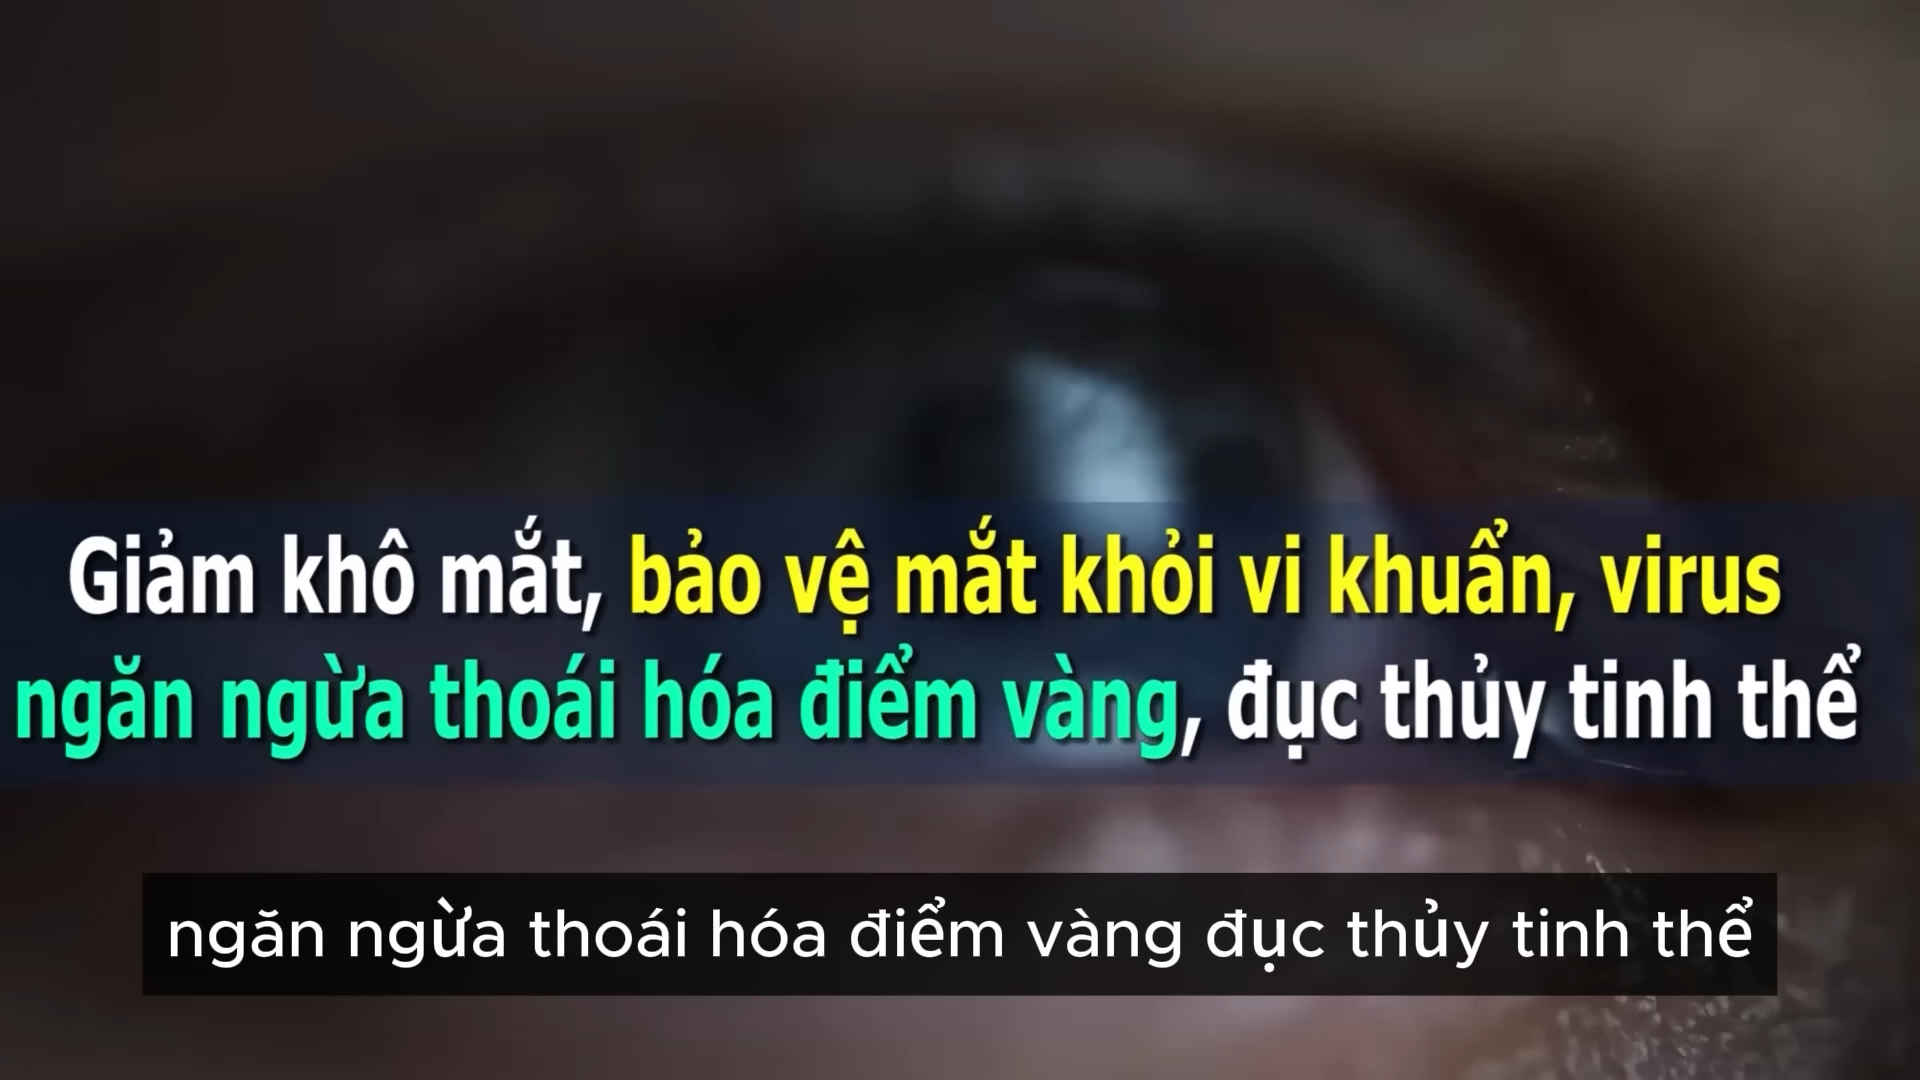 Giảm khô mắt, bảo vệ mắt khỏi vi khuẩn, virus
ngăn ngừa thoái hóa điểm vàng, đục thủy tinh thể
ngăn ngừa thoái hóa điểm vàng đục thủy tinh thể